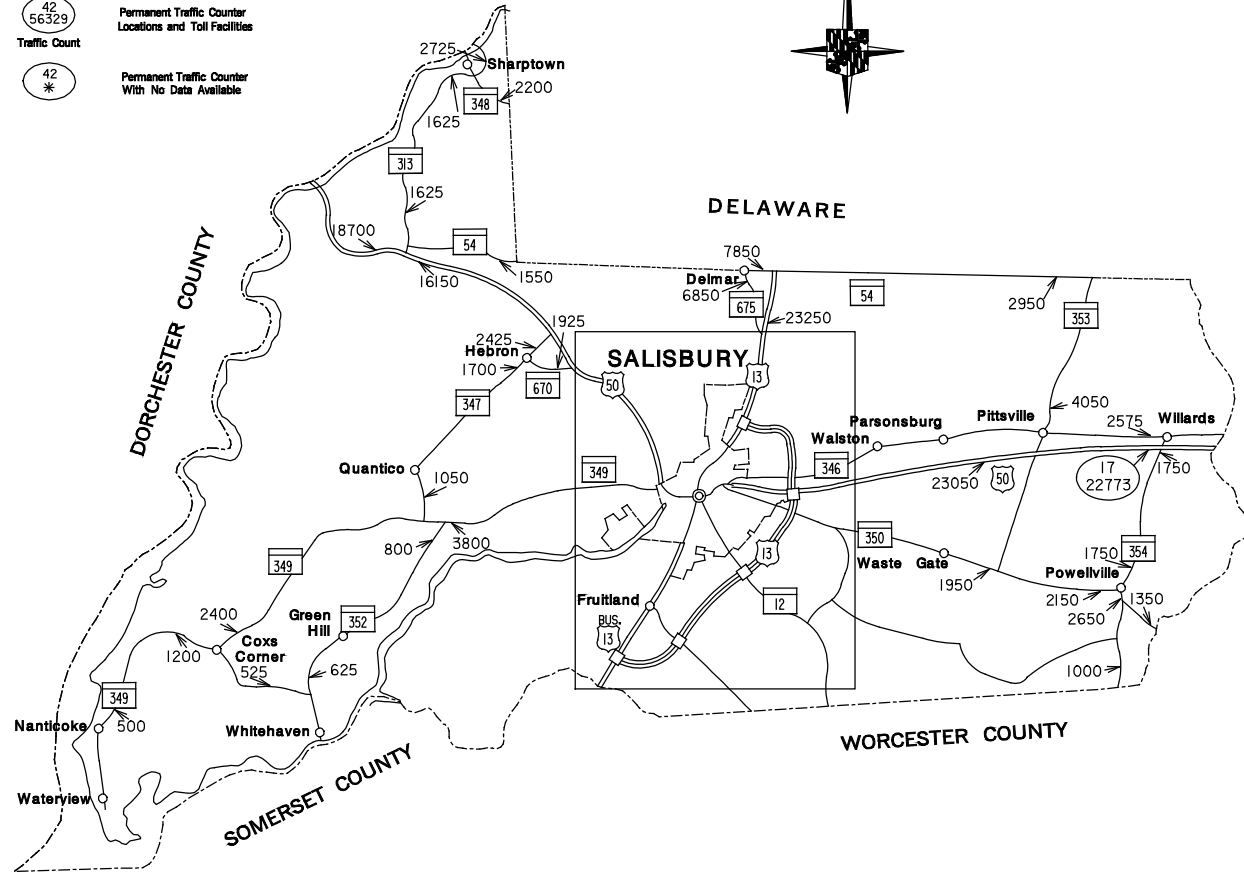 42
56329
Permanent Traffic Counter
Locations and Toll Facilities
Traffic Count
42
*
Permanent Traffic Counter
With No Data Available
2725
Sharptown
2200
348
1625
313
1625
DELAWARE
18700
54
1550
16150
7850
Delmar
6850
675
54
2950
353
23250
DORCHESTER COUNTY
1925
2425
Hebron
1700
670
SALISBURY
13
50
347
4050
Parsonsburg
Pittsville
2575
Willards
Walston
346
Quantico
349
17
22773
1750
23050
50
1050
3800
800
349
13
350
Waste Gate
1750
354
1950
Powellville
2150
1350
2650
Fruitland
12
BUS.
13
2400
Green
Hill
352
Coxs
Corner
1200
525
625
1000
349
500
Nanticoke
Whitehaven
WORCESTER COUNTY
SOMERSET COUNTY
Waterview